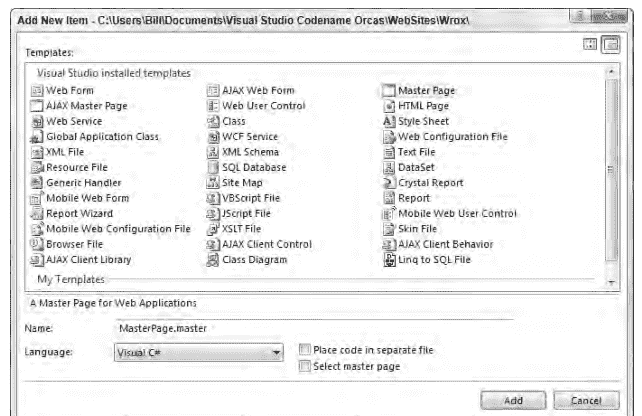 Add New Item - C:\Users\Bill\Documents\Visual Studio Codename Orcas\WebSites\Wrox\
Templates:
Visual Studio installed templates
Web Form AJAX Web Form Master Page
AJAX Master Page Web User Control HTML Page
Web Service Class Style Sheet
Global Application Class WCF Service Web Configuration File
XML File XML Schema Text File
Resource File SQL Database DataSet
Generic Handler Site Map Crystal Report
Mobile Web Form VBScript File Report
Report Wizard JScript File Mobile Web User Control
Mobile Web Configuration File XSLT File Skin File
Browser File AJAX Client Control AJAX Client Behavior
AJAX Client Library Class Diagram Linq to SQL File
My Templates
A Master Page for Web Applications
Name: MasterPage.master
Language: Visual C# Place code in separate file
Select master page
Add Cancel